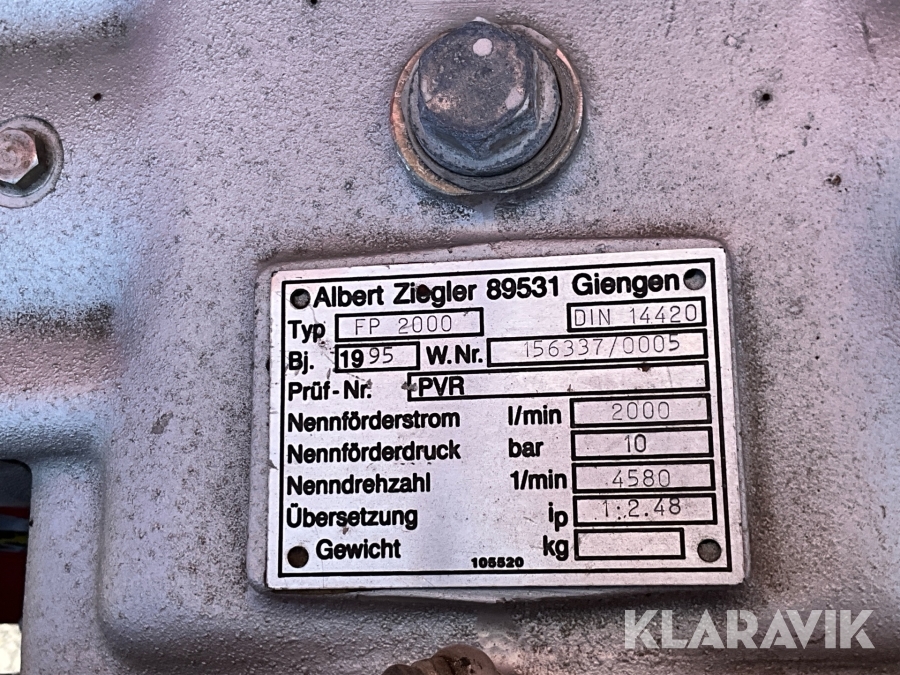 Albert Ziegler 89531 Giengen
Typ FP 2000 DIN 14420
Bj. 1995 W.Nr. 156337/0005
Prüf-Nr. PVR
Nennförderstrom l/min 2000
Nennförderdruck bar 10
Nenndrehzahl 1/min 4580
Übersetzung ip 1:2.48
Gewicht kg
105520
KLARAVIK